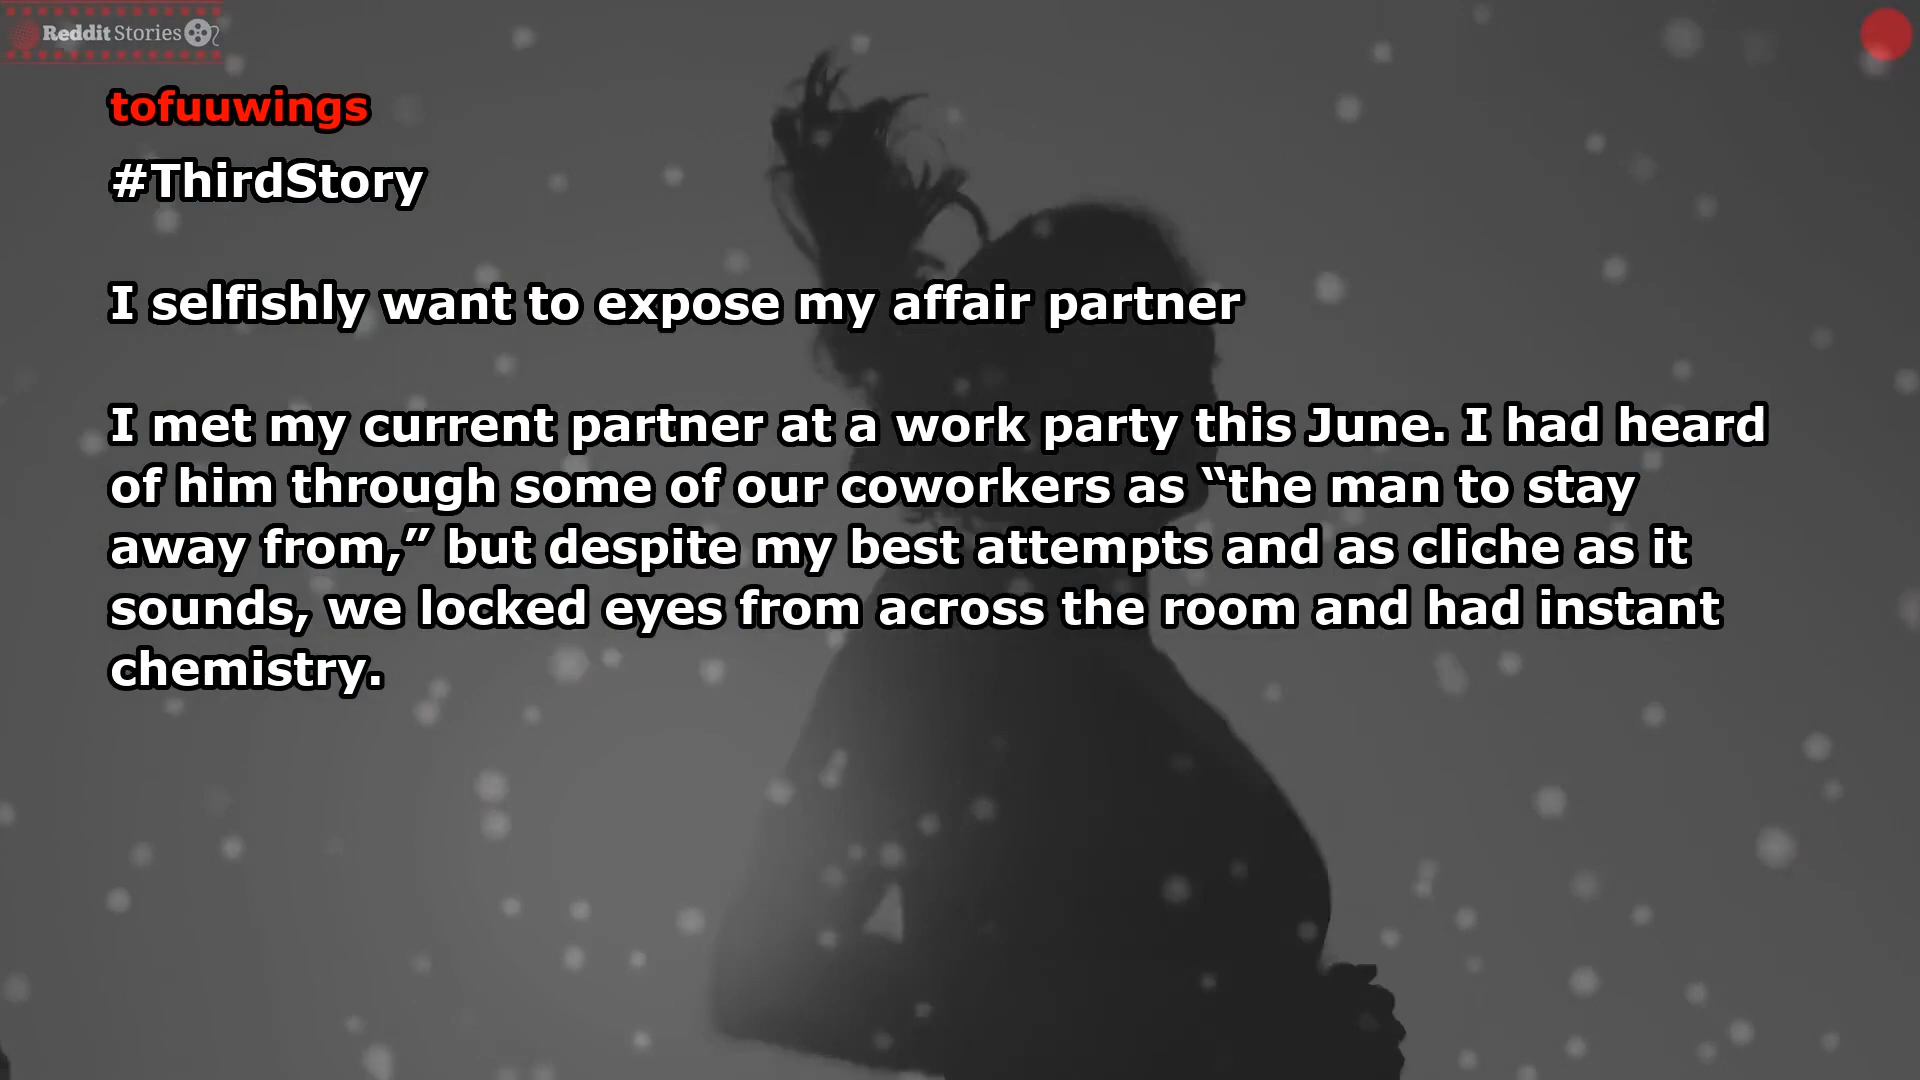 Reddit Stories
tofuuwings
#ThirdStory
I selfishly want to expose my affair partner
I met my current partner at a work party this June. I had heard
of him through some of our coworkers as “the man to stay
away from,” but despite my best attempts and as cliche as it
sounds, we locked eyes from across the room and had instant
chemistry.